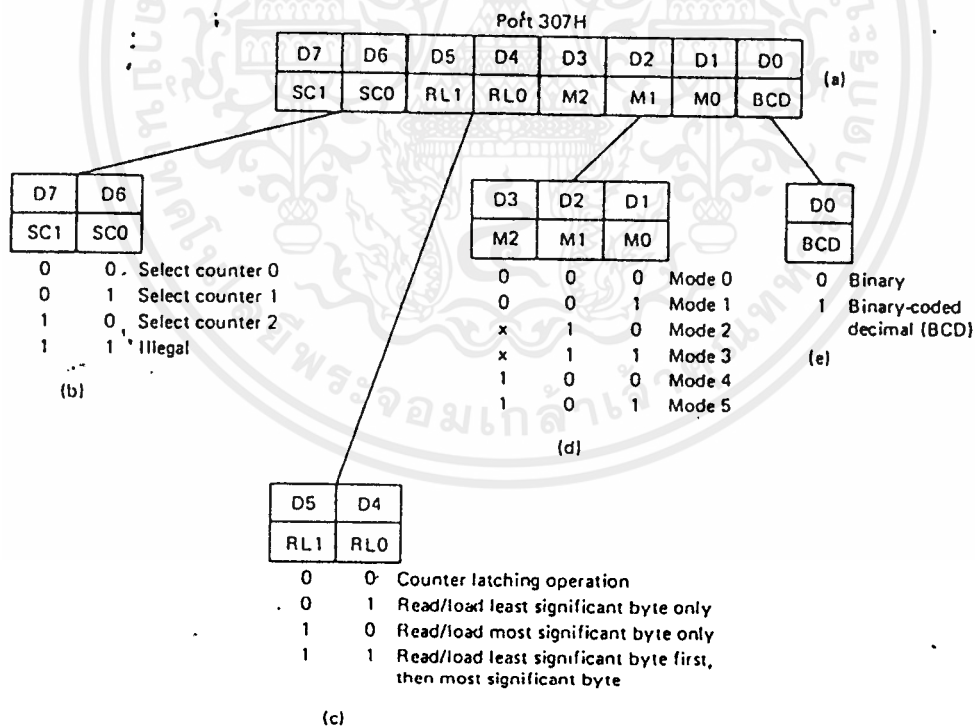 Port 307H
D7 D6 D5 D4 D3 D2 D1 D0
SC1 SC0 RL1 RL0 M2 M1 M0 BCD
(a)
D7 D6
SC1 SC0
0 0 Select counter 0
0 1 Select counter 1
1 0 Select counter 2
1 1 Illegal
(b)
D3 D2 D1
M2 M1 M0
0 0 0 Mode 0
0 0 1 Mode 1
x 1 0 Mode 2
x 1 1 Mode 3
1 0 0 Mode 4
1 0 1 Mode 5
(d)
D0
BCD
0 Binary
1 Binary-coded
decimal (BCD)
(e)
D5 D4
RL1 RL0
0 0 Counter latching operation
0 1 Read/load least significant byte only
1 0 Read/load most significant byte only
1 1 Read/load least significant byte first,
then most significant byte
(c)